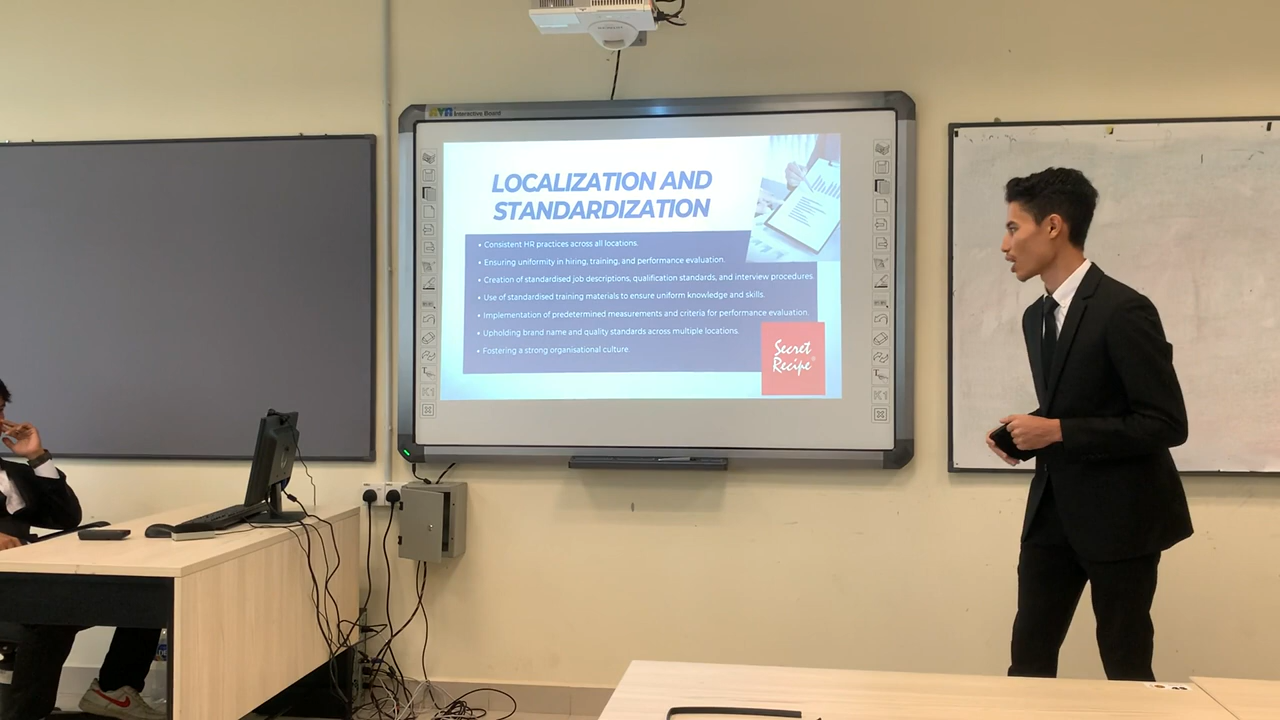 Interactive Board
LOCALIZATION AND
STANDARDIZATION
• Consistent HR practices across all locations.
• Ensuring uniformity in hiring, training, and performance evaluation.
• Creation of standardised job descriptions, qualification standards, and interview procedures.
• Use of standardised training materials to ensure uniform knowledge and skills.
• Implementation of predetermined measurements and criteria for performance evaluation.
• Upholding brand name and quality standards across multiple locations.
• Fostering a strong organisational culture.
Secret
Recipe®